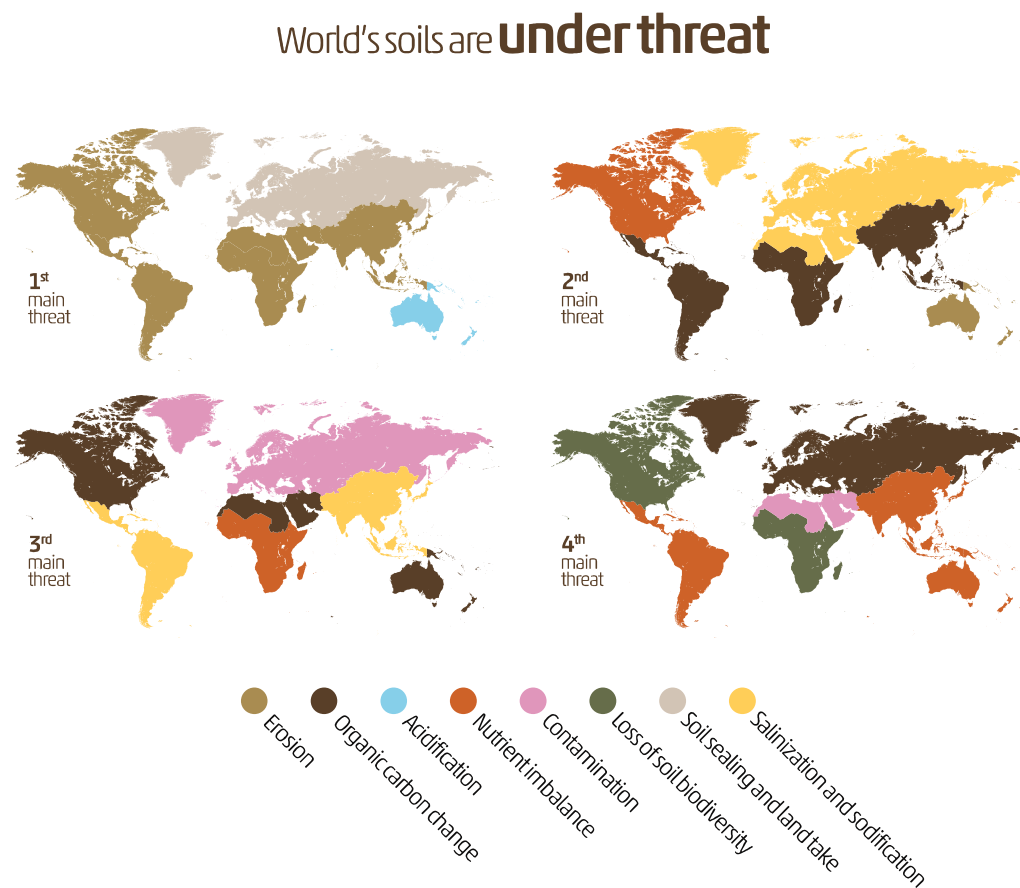 World's soils are under threat
1st
main
threat
2nd
main
threat
3rd
main
threat
4th
main
threat
Erosion
Organic carbon change
Acidification
Nutrient imbalance
Contamination
Loss of soil biodiversity
Soil sealing and land take
Salinization and sodification